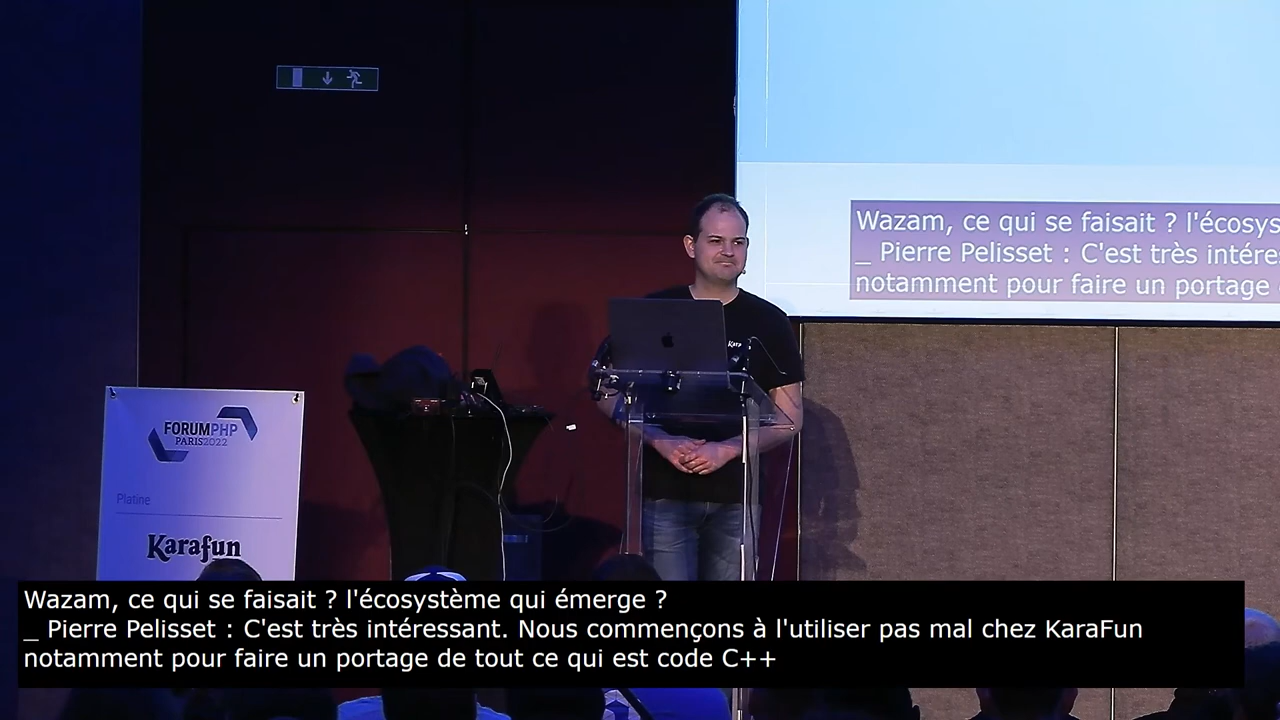 Wazam, ce qui se faisait ? l'écosys
_ Pierre Pelisset : C'est très intére
notamment pour faire un portage
FORUMPHP
PARIS2022
Platine
Karafun
Wazam, ce qui se faisait ? l'écosystème qui émerge ?
_ Pierre Pelisset : C'est très intéressant. Nous commençons à l'utiliser pas mal chez KaraFun
notamment pour faire un portage de tout ce qui est code C++